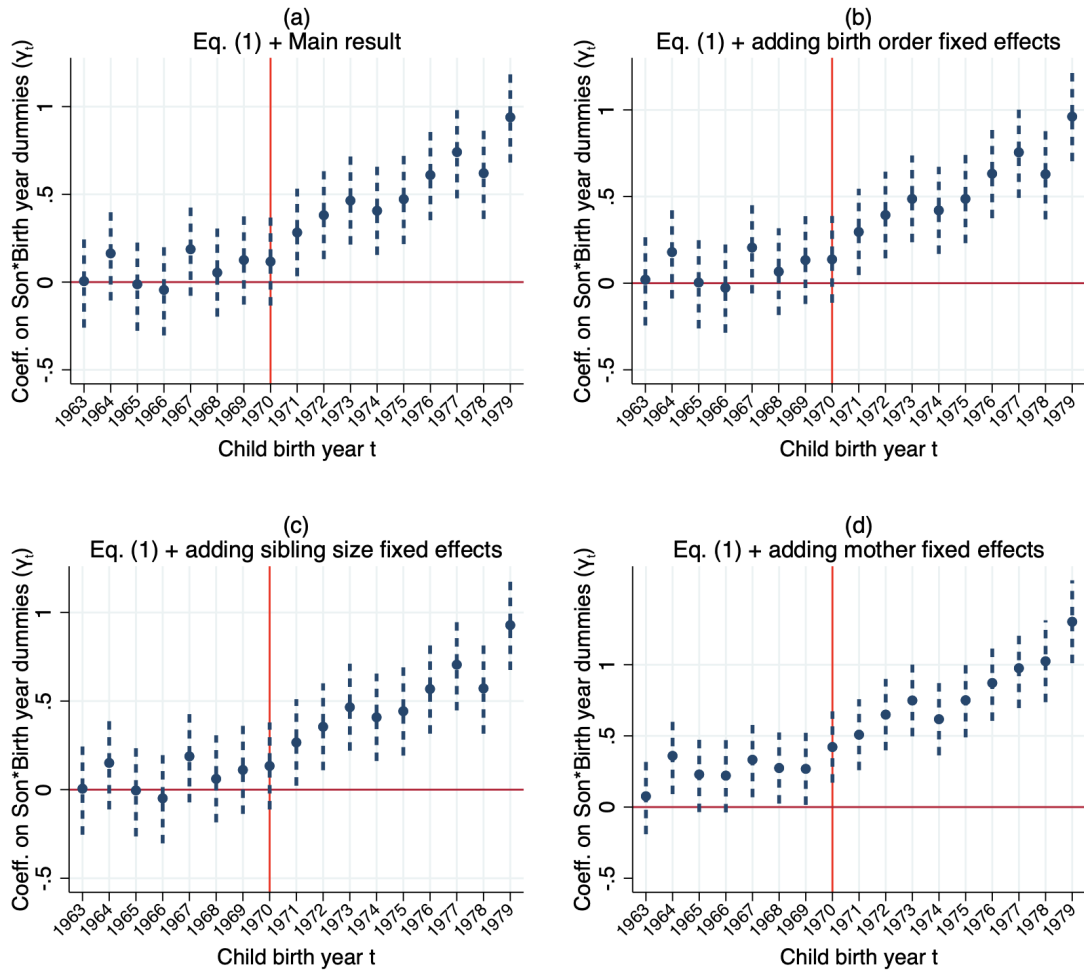 (a)
Eq. (1) + Main result
Coeff. on Son*Birth year dummies (γt)
1
.5
0
-.5
1963 1964 1965 1966 1967 1968 1969 1970 1971 1972 1973 1974 1975 1976 1977 1978 1979
Child birth year t
(b)
Eq. (1) + adding birth order fixed effects
Coeff. on Son*Birth year dummies (γt)
1
.5
0
-.5
1963 1964 1965 1966 1967 1968 1969 1970 1971 1972 1973 1974 1975 1976 1977 1978 1979
Child birth year t
(c)
Eq. (1) + adding sibling size fixed effects
Coeff. on Son*Birth year dummies (γt)
1
.5
0
-.5
1963 1964 1965 1966 1967 1968 1969 1970 1971 1972 1973 1974 1975 1976 1977 1978 1979
Child birth year t
(d)
Eq. (1) + adding mother fixed effects
Coeff. on Son*Birth year dummies (γt)
1
.5
0
-.5
1963 1964 1965 1966 1967 1968 1969 1970 1971 1972 1973 1974 1975 1976 1977 1978 1979
Child birth year t